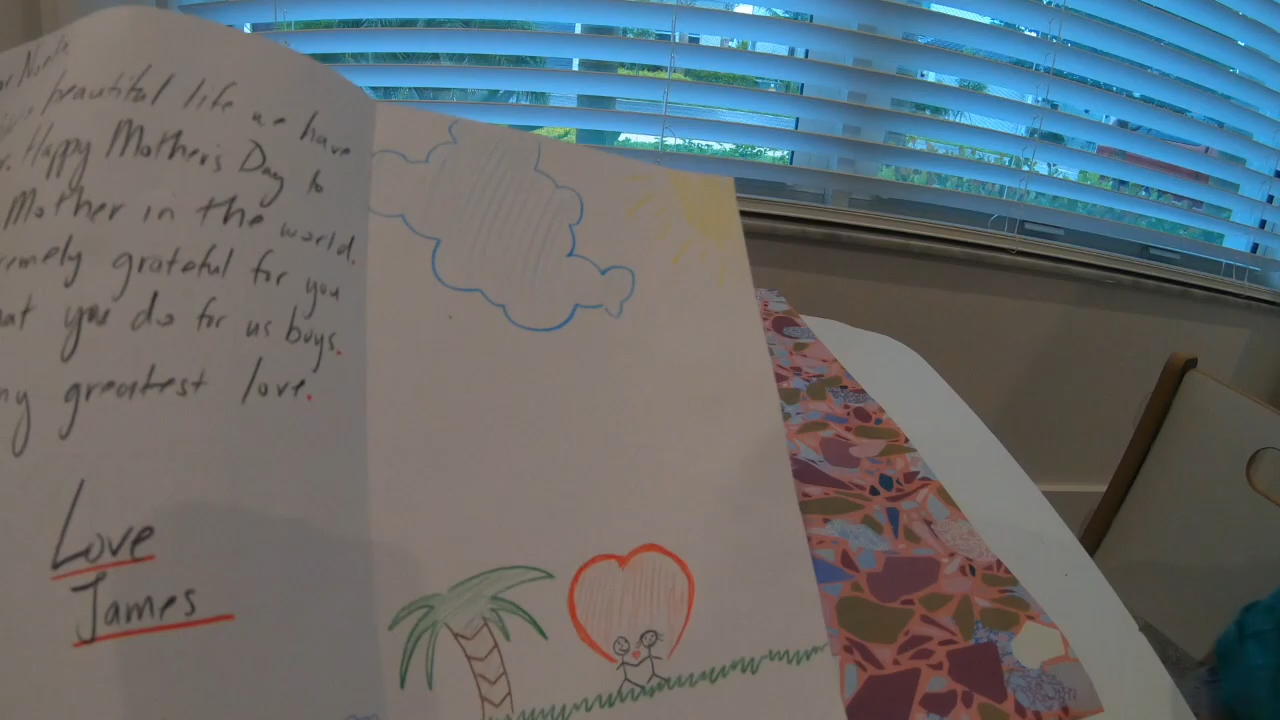 beautiful life we have
Happy Mother's Day to
Mother in the world.
grateful for you
you do for us boys.
greatest love.
Love
James